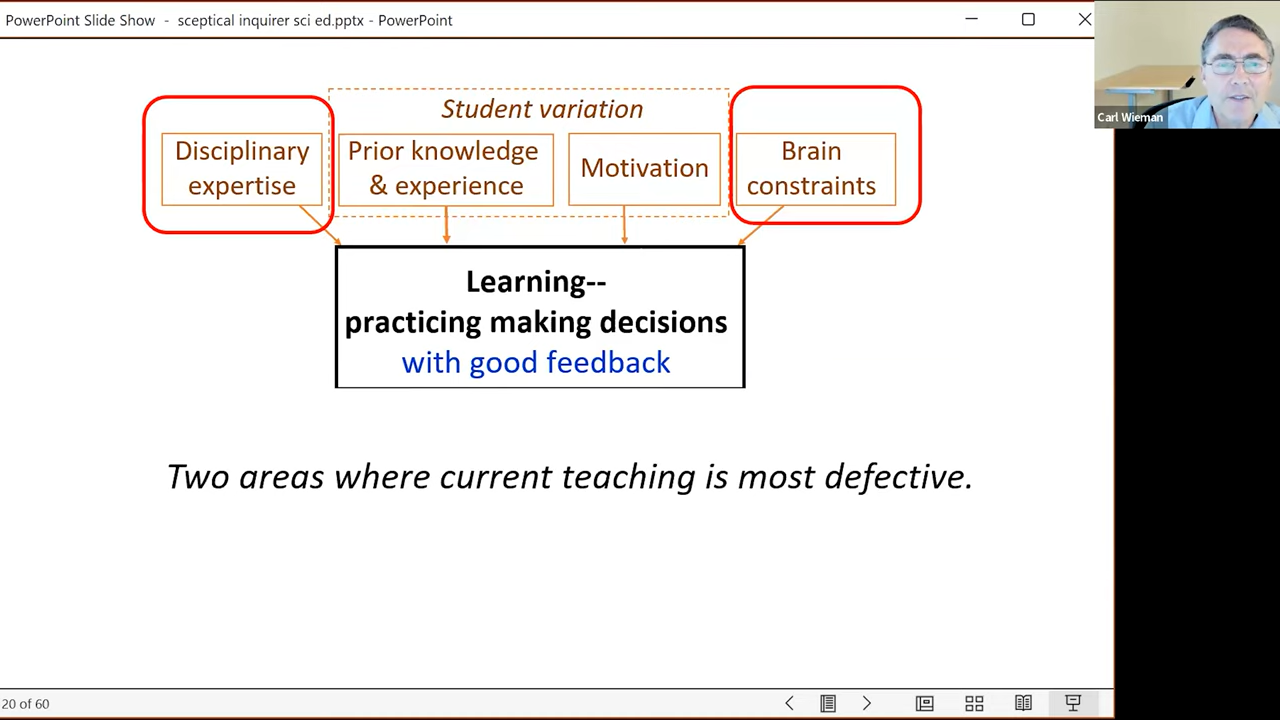 PowerPoint Slide Show - sceptical inquirer sci ed.pptx - PowerPoint
Carl Wieman
Student variation
Disciplinary
expertise
Prior knowledge
& experience
Motivation
Brain
constraints
Learning--
practicing making decisions
with good feedback
Two areas where current teaching is most defective.
20 of 60